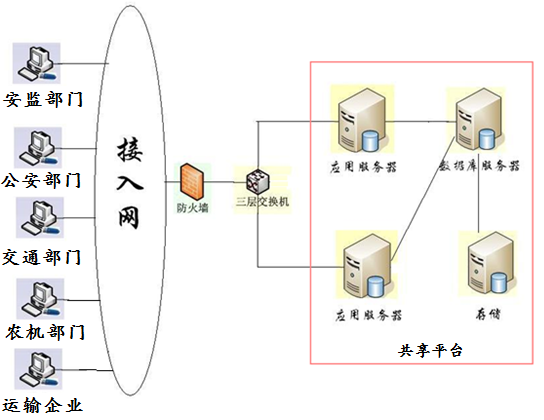 安监部门
公安部门
交通部门
农机部门
运输企业
接入网
防火墙
三层交换机
应用服务器
数据库服务器
应用服务器
存储
共享平台